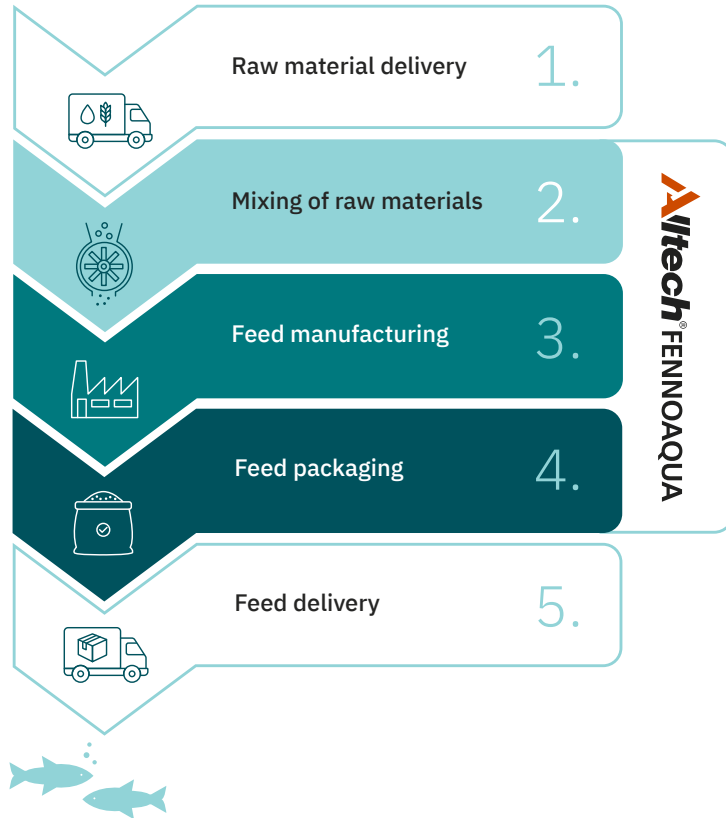 Raw material delivery 1.
Mixing of raw materials 2.
Feed manufacturing 3.
Feed packaging 4.
Feed delivery 5.
Alltech® FENNOAQUA